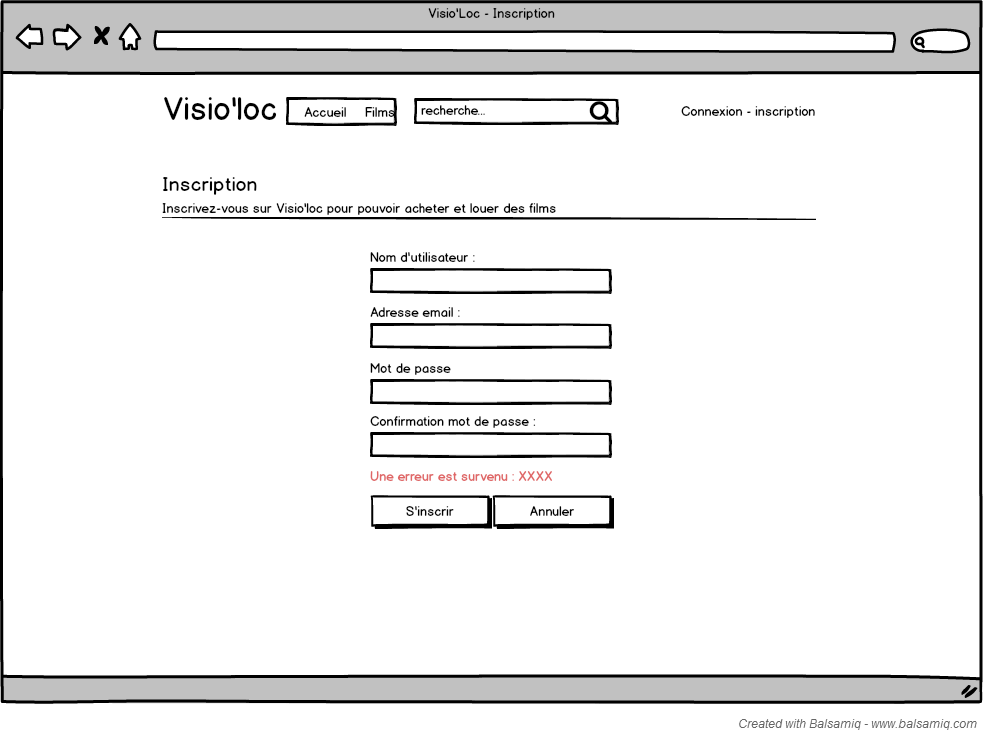 Visio'Loc - Inscription
Visio'loc Accueil Films recherche... Connexion - inscription
Inscription
Inscrivez-vous sur Visio'loc pour pouvoir acheter et louer des films
Nom d'utilisateur :
Adresse email :
Mot de passe
Confirmation mot de passe :
Une erreur est survenu : XXXX
S'inscrir Annuler
Created with Balsamiq - www.balsamiq.com